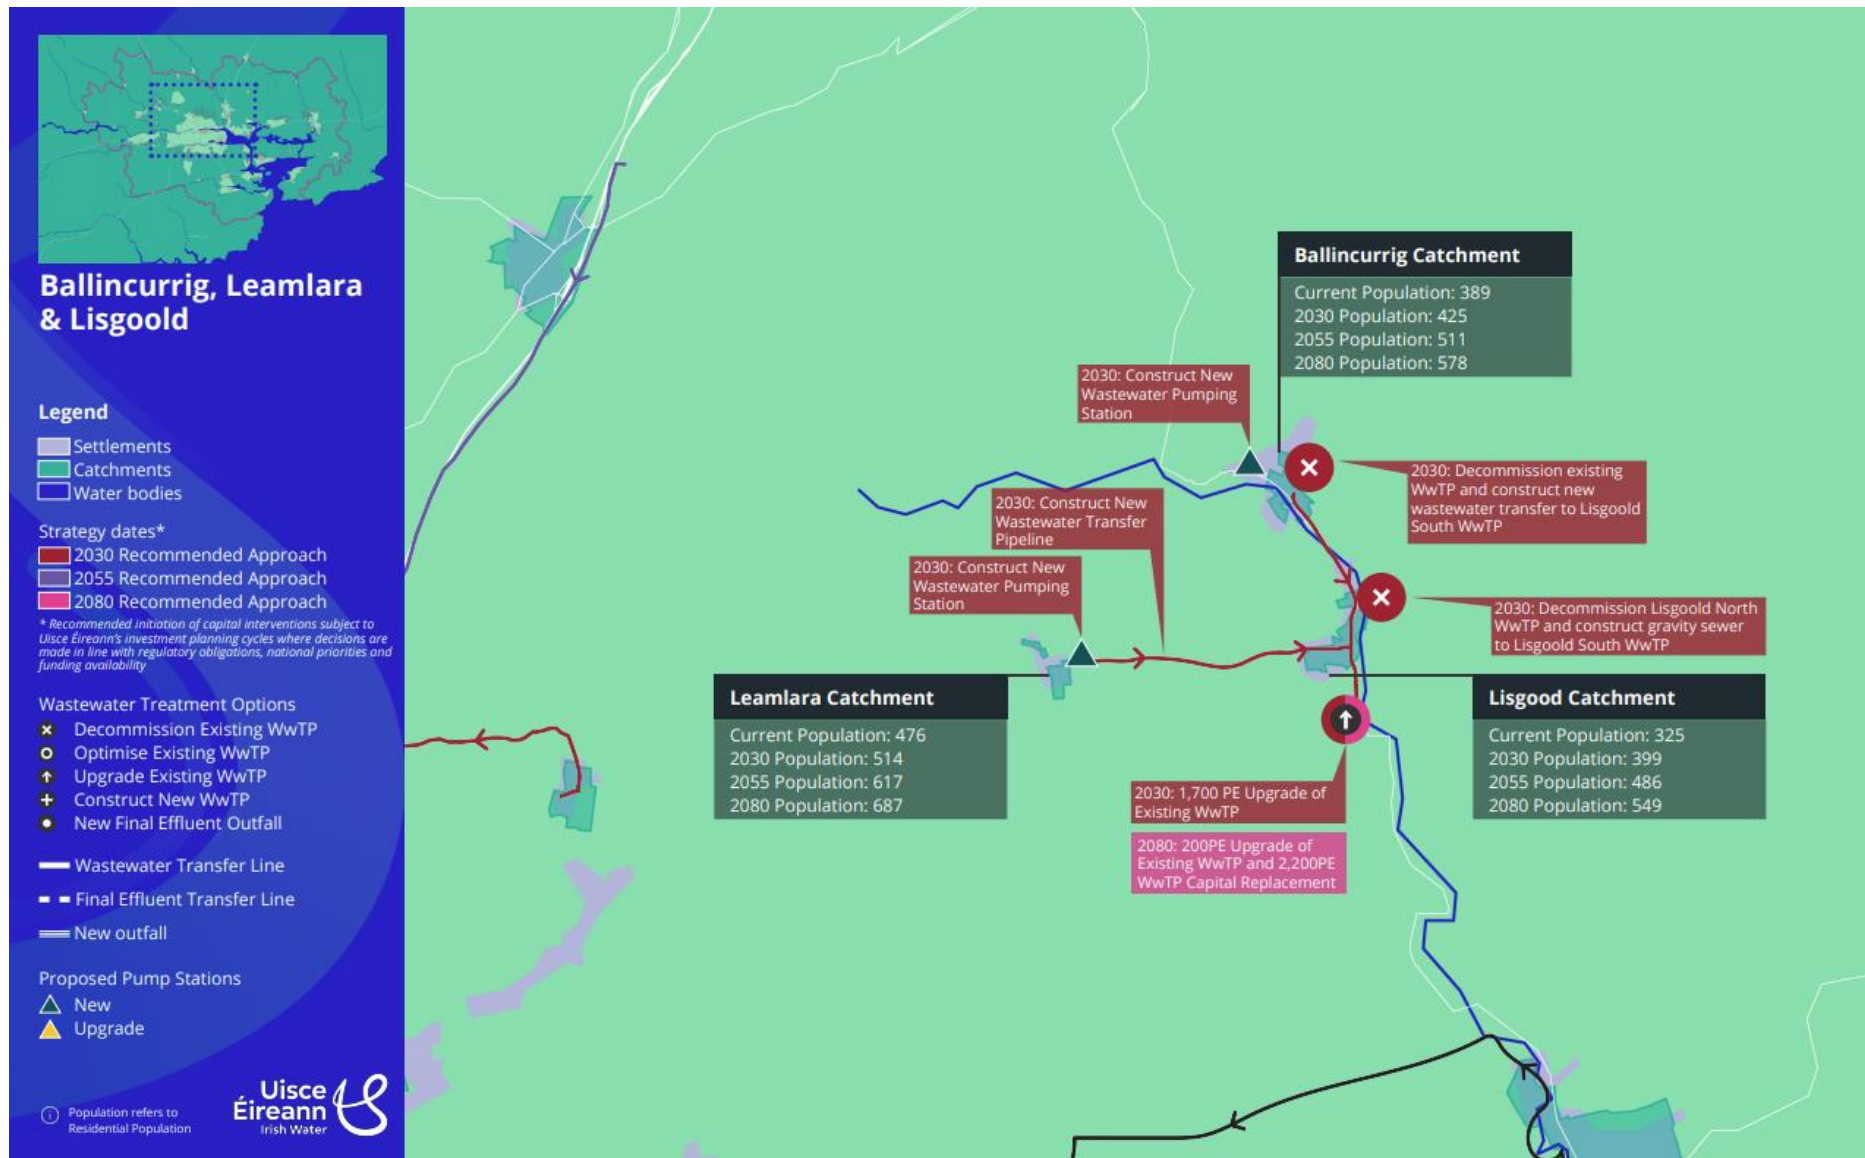 Ballincurrig, Leamlara
& Lisgoold
Legend
Settlements
Catchments
Water bodies
Strategy dates*
2030 Recommended Approach
2055 Recommended Approach
2080 Recommended Approach
* Recommended initiation of capital interventions subject to
Uisce Éireann's investment planning cycles where decisions are
made in line with regulatory obligations, national priorities and
funding availability
Wastewater Treatment Options
Decommission Existing WwTP
Optimise Existing WwTP
Upgrade Existing WwTP
Construct New WwTP
New Final Effluent Outfall
Wastewater Transfer Line
Final Effluent Transfer Line
New outfall
Proposed Pump Stations
New
Upgrade
Population refers to
Residential Population
Uisce
Éireann
Irish Water
Ballincurrig Catchment
Current Population: 389
2030 Population: 425
2055 Population: 511
2080 Population: 578
2030: Construct New
Wastewater Pumping
Station
2030: Decommission existing
WwTP and construct new
wastewater transfer to Lisgoold
South WwTP
2030: Construct New
Wastewater Transfer
Pipeline
2030: Construct New
Wastewater Pumping
Station
2030: Decommission Lisgoold North
WwTP and construct gravity sewer
to Lisgoold South WwTP
Leamlara Catchment
Current Population: 476
2030 Population: 514
2055 Population: 617
2080 Population: 687
Lisgood Catchment
Current Population: 325
2030 Population: 399
2055 Population: 486
2080 Population: 549
2030: 1,700 PE Upgrade of
Existing WwTP
2080: 200PE Upgrade of
Existing WwTP and 2,200PE
WwTP Capital Replacement